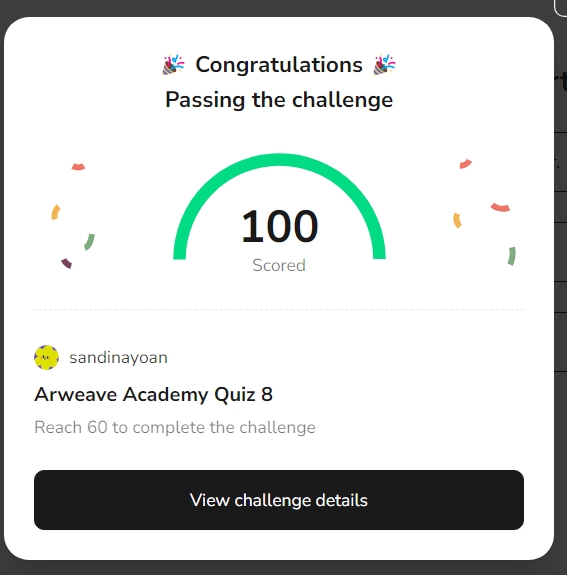 Congratulations
Passing the challenge
100
Scored
sandinayoan
Arweave Academy Quiz 8
Reach 60 to complete the challenge
View challenge details